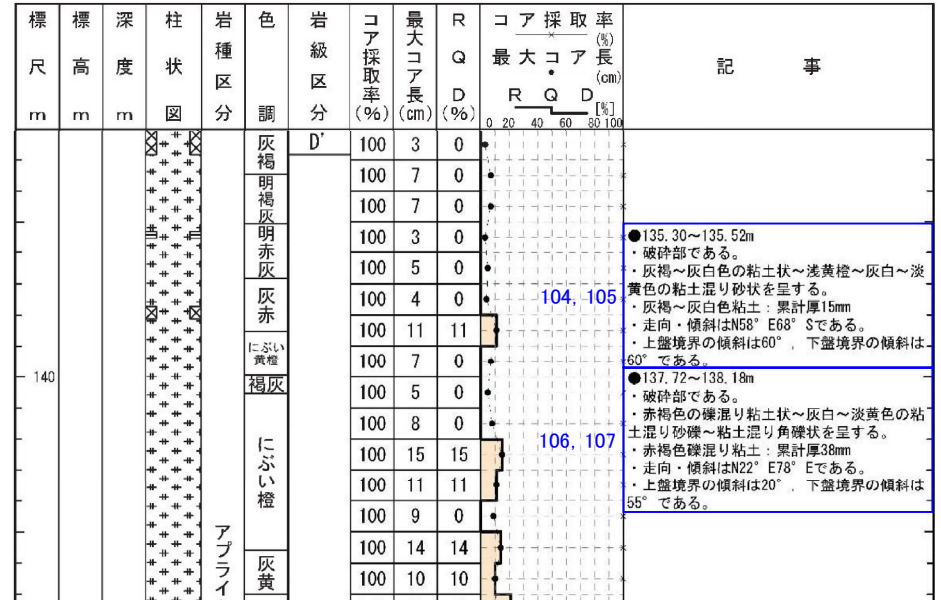 標尺 m
標高 m
深度 m
柱状図
岩種区分
色調
岩級区分
コア採取率(%)
最大コア長(cm)
RQD(%)
コア採取率(%)
最大コア長(cm)
RQD[%]
0 20 40 60 80 100
記事
灰褐
明褐灰
明赤灰
灰赤
にぶい黄橙
褐灰
にぶい橙
灰黄
D'
アプライ
140
100 3 0
100 7 0
100 7 0
100 3 0
100 5 0
100 4 0
100 11 11
100 7 0
100 5 0
100 8 0
100 15 15
100 11 11
100 9 0
100 14 14
100 10 10
104, 105
106, 107
●135.30～135.52m
・破砕部である。
・灰褐～灰白色の粘土状～浅黄橙～灰白～淡
黄色の粘土混り砂状を呈する。
・灰褐～灰白色粘土：累計厚15mm
・走向・傾斜はN58°E68°Sである。
・上盤境界の傾斜は60°, 下盤境界の傾斜は
60°である。
●137.72～138.18m
・破砕部である。
・赤褐色の礫混り粘土状～灰白～淡黄色の粘
土混り砂礫～粘土混り角礫状を呈する。
・赤褐色礫混り粘土：累計厚38mm
・走向・傾斜はN22°E78°Eである。
・上盤境界の傾斜は20°, 下盤境界の傾斜は
55°である。